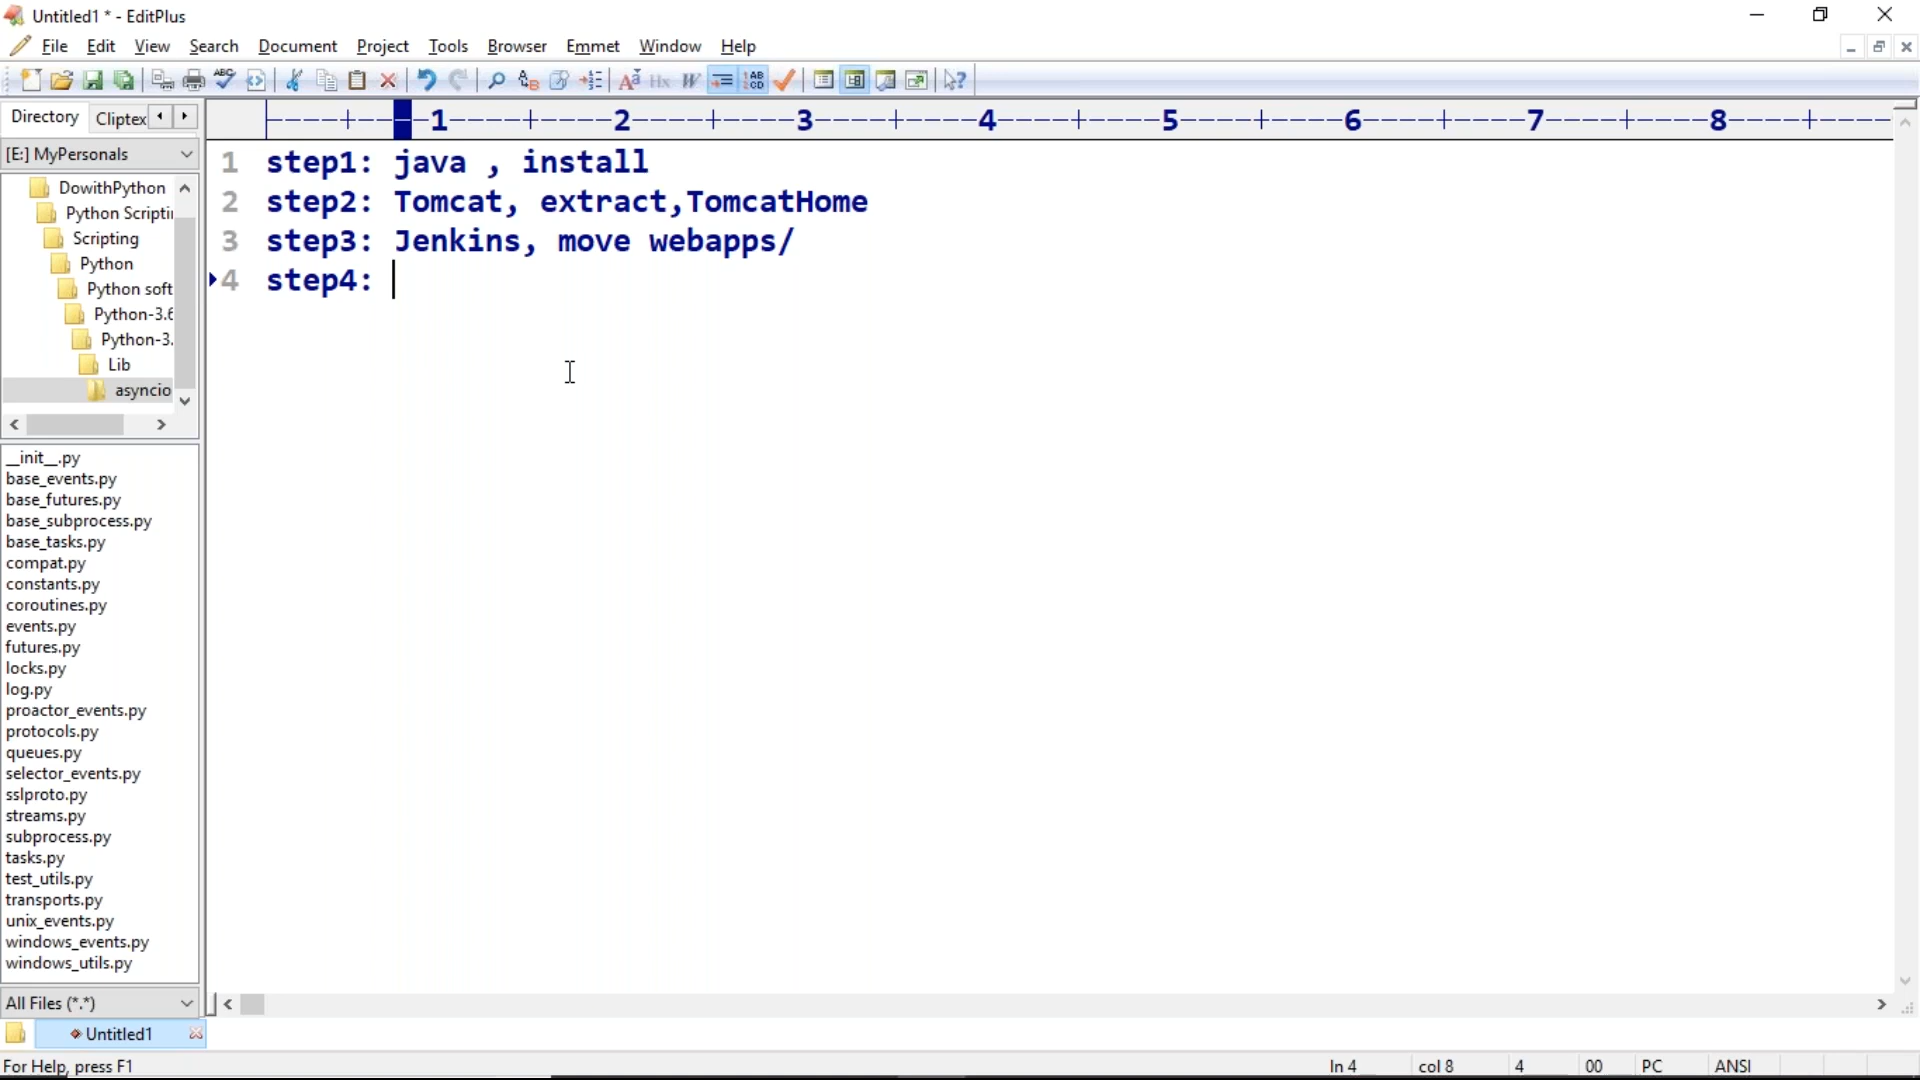 Untitled1 * - EditPlus
File Edit View Search Document Project Tools Browser Emmet Window Help
Directory Cliptex
[E:] MyPersonals
DowithPython
Python Scripti
Scripting
Python
Python soft
Python-3.6
Python-3.
Lib
asyncio
__init__.py
base_events.py
base_futures.py
base_subprocess.py
base_tasks.py
compat.py
constants.py
coroutines.py
events.py
futures.py
locks.py
log.py
proactor_events.py
protocols.py
queues.py
selector_events.py
sslproto.py
streams.py
subprocess.py
tasks.py
test_utils.py
transports.py
unix_events.py
windows_events.py
windows_utils.py
All Files (*.*)
----+----1----+----2----+----3----+----4----+----5----+----6----+----7----+----8----+----
1 step1: java , install
2 step2: Tomcat, extract,TomcatHome
3 step3: Jenkins, move webapps/
4 step4:
Untitled1
For Help, press F1 ln 4 col 8 4 00 PC ANSI